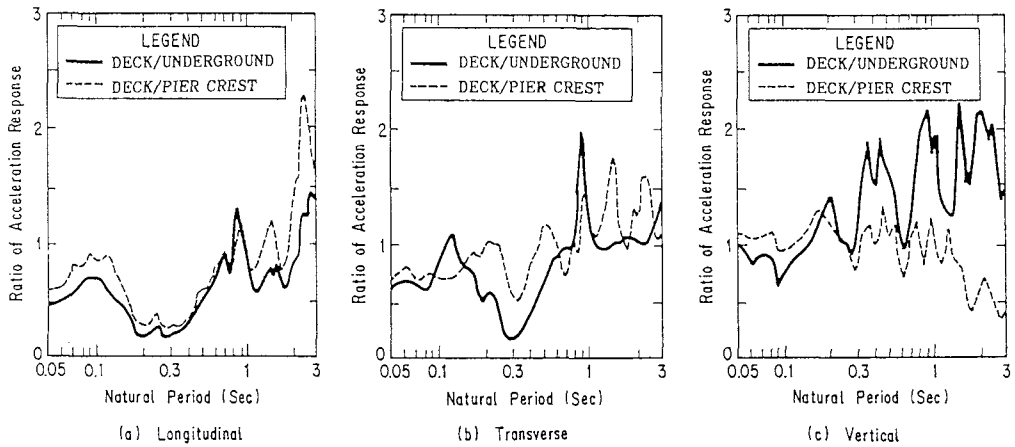 3
2
1
0
Ratio of Acceleration Response
LEGEND
DECK/UNDERGROUND
DECK/PIER CREST
0.05 0.1 0.3 1 3
Natural Period (Sec)
(a) Longitudinal
3
2
1
0
Ratio of Acceleration Response
LEGEND
DECK/UNDERGROUND
DECK/PIER CREST
0.05 0.1 0.3 1 3
Natural Period (Sec)
(b) Transverse
3
2
1
0
Ratio of Acceleration Response
LEGEND
DECK/UNDERGROUND
DECK/PIER CREST
0.05 0.1 0.3 1 3
Natural Period (Sec)
(c) Vertical